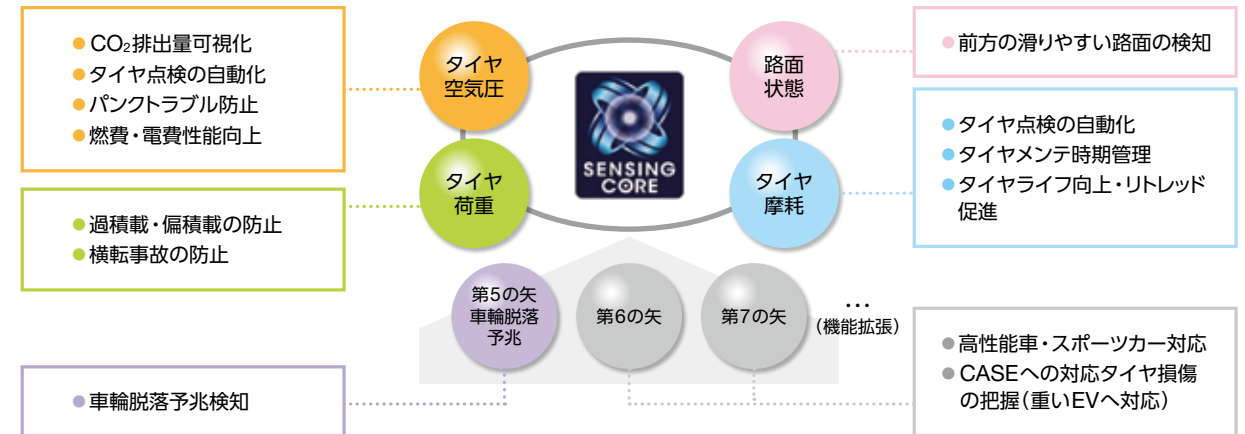 ● CO₂排出量可視化
● タイヤ点検の自動化
● パンクトラブル防止
● 燃費・電費性能向上
タイヤ
空気圧
SENSING
CORE
路面
状態
● 前方の滑りやすい路面の検知
● 過積載・偏積載の防止
● 横転事故の防止
タイヤ
荷重
タイヤ
摩耗
● タイヤ点検の自動化
● タイヤメンテ時期管理
● タイヤライフ向上・リトレッド
促進
第5の矢
車輪脱落
予兆
第6の矢
第7の矢
…
（機能拡張）
● 車輪脱落予兆検知
● 高性能車・スポーツカー対応
● CASEへの対応タイヤ損傷
の把握（重いEVへ対応）